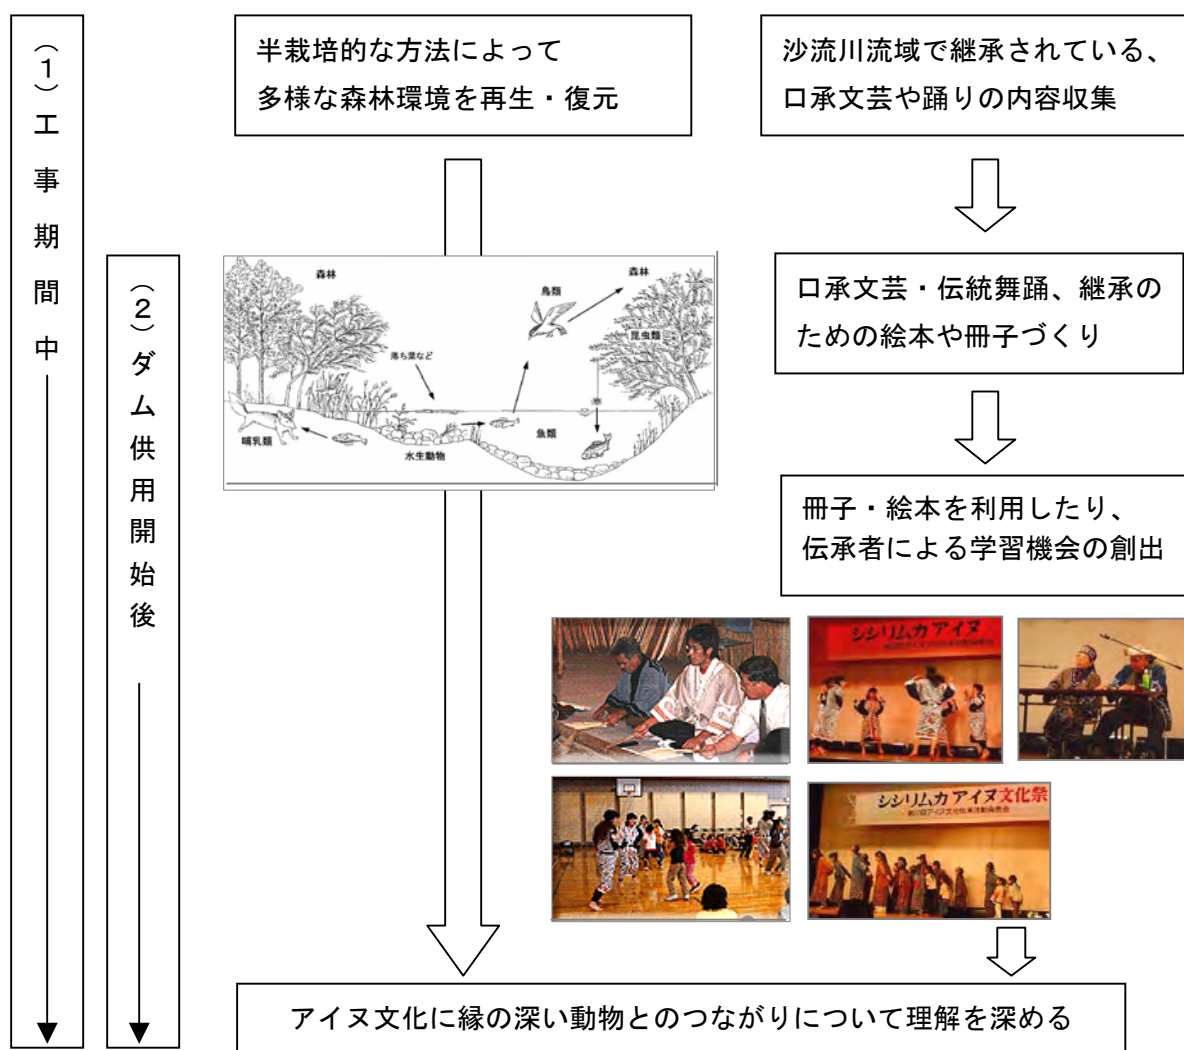 (1)工事期間中
(2)ダム供用開始後
半栽培的な方法によって
多様な森林環境を再生・復元
沙流川流域で継承されている、
口承文芸や踊りの内容収集
口承文芸・伝統舞踊、継承の
ための絵本や冊子づくり
冊子・絵本を利用したり、
伝承者による学習機会の創出
森林
鳥類
森林
昆虫類
落ち葉など
魚類
哺乳類
水生動物
シシリムカ アイヌ
シシリムカ アイヌ文化祭
アイヌ文化に縁の深い動物とのつながりについて理解を深める